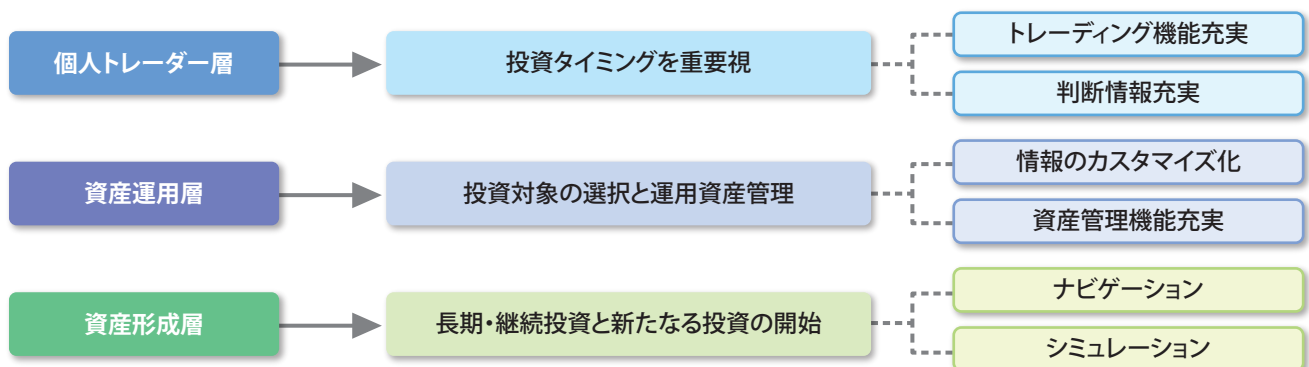 個人トレーダー層
投資タイミングを重要視
トレーディング機能充実
判断情報充実
資産運用層
投資対象の選択と運用資産管理
情報のカスタマイズ化
資産管理機能充実
資産形成層
長期・継続投資と新たなる投資の開始
ナビゲーション
シミュレーション